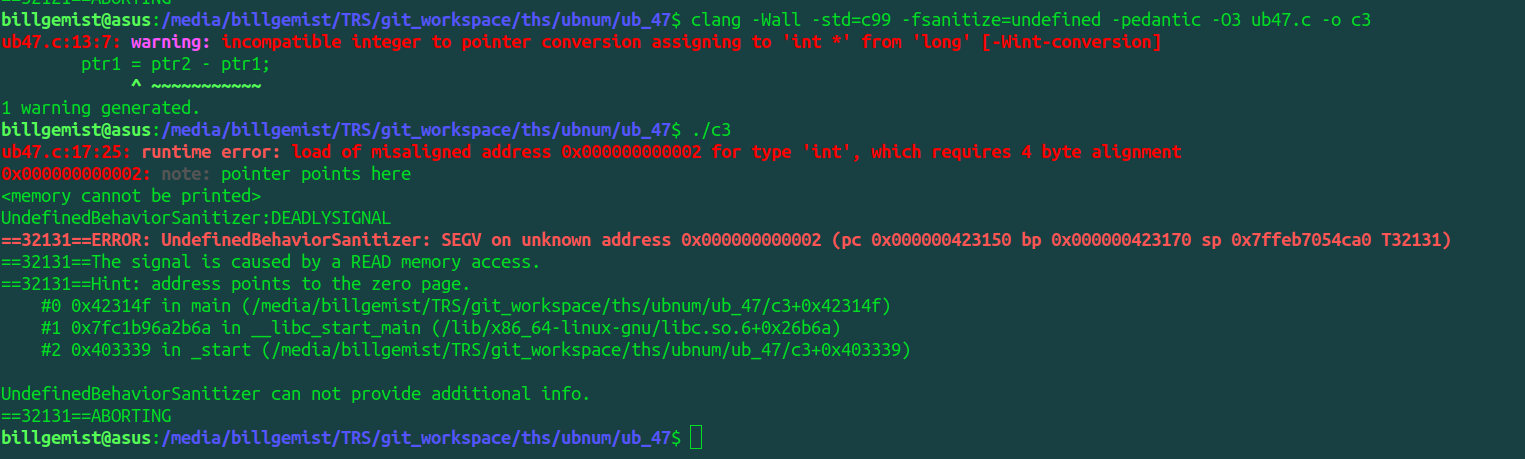 ==32121==ABORTING
billgemist@asus:/media/billgemist/TRS/git_workspace/ths/ubnum/ub_47$ clang -Wall -std=c99 -fsanitize=undefined -pedantic -O3 ub47.c -o c3
ub47.c:13:7: warning: incompatible integer to pointer conversion assigning to 'int *' from 'long' [-Wint-conversion]
        ptr1 = ptr2 - ptr1;
             ^ ~~~~~~~~~~~
1 warning generated.
billgemist@asus:/media/billgemist/TRS/git_workspace/ths/ubnum/ub_47$ ./c3
ub47.c:17:25: runtime error: load of misaligned address 0x000000000002 for type 'int', which requires 4 byte alignment
0x000000000002: note: pointer points here
<memory cannot be printed>
UndefinedBehaviorSanitizer:DEADLYSIGNAL
==32131==ERROR: UndefinedBehaviorSanitizer: SEGV on unknown address 0x000000000002 (pc 0x000000423150 bp 0x000000423170 sp 0x7ffeb7054ca0 T32131)
==32131==The signal is caused by a READ memory access.
==32131==Hint: address points to the zero page.
    #0 0x42314f in main (/media/billgemist/TRS/git_workspace/ths/ubnum/ub_47/c3+0x42314f)
    #1 0x7fc1b96a2b6a in __libc_start_main (/lib/x86_64-linux-gnu/libc.so.6+0x26b6a)
    #2 0x403339 in _start (/media/billgemist/TRS/git_workspace/ths/ubnum/ub_47/c3+0x403339)

UndefinedBehaviorSanitizer can not provide additional info.
==32131==ABORTING
billgemist@asus:/media/billgemist/TRS/git_workspace/ths/ubnum/ub_47$